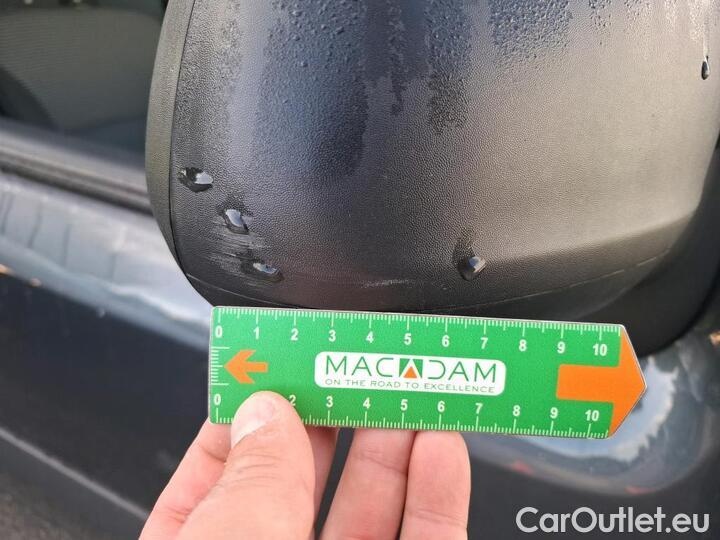 0 1 2 3 4 5 6 7 8 9 10
MACADAM
ON THE ROAD TO EXCELLENCE
0 2 3 4 5 6 7 8 9 10
CarOutlet.eu